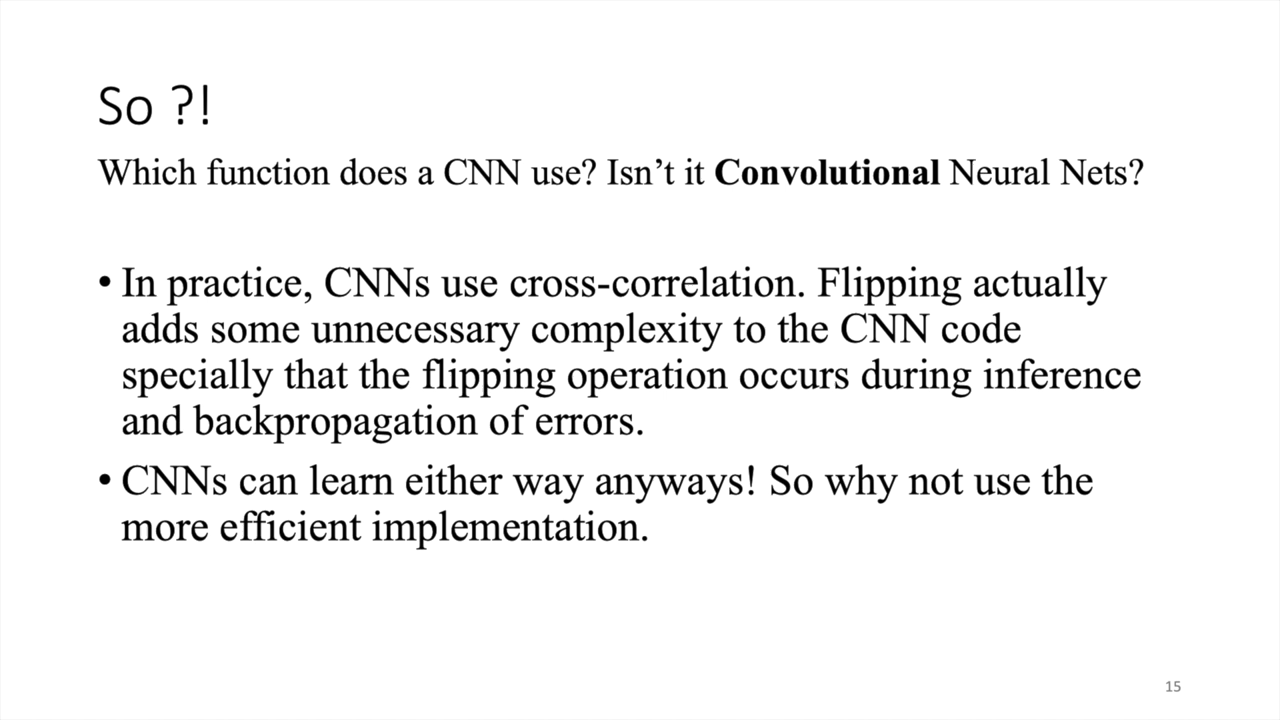 So ?!
Which function does a CNN use? Isn’t it Convolutional Neural Nets?
• In practice, CNNs use cross-correlation. Flipping actually
adds some unnecessary complexity to the CNN code
specially that the flipping operation occurs during inference
and backpropagation of errors.
• CNNs can learn either way anyways! So why not use the
more efficient implementation.
15